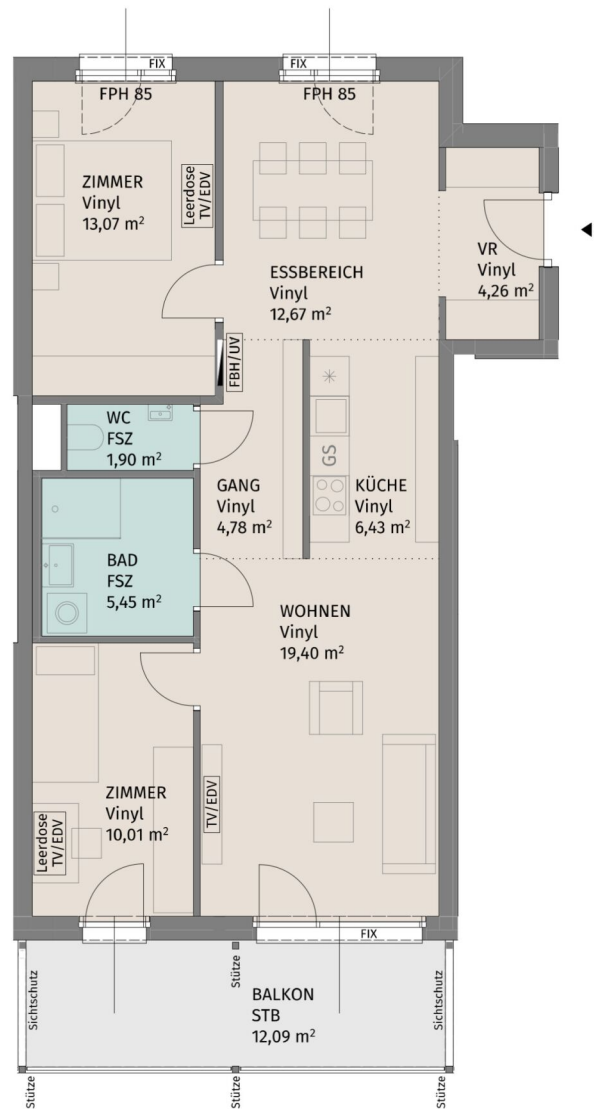 FIX
FIX
FPH 85
FPH 85
ZIMMER
Vinyl
13,07 m²
Leerdose
TV/EDV
VR
Vinyl
4,26 m²
ESSBEREICH
Vinyl
12,67 m²
FBH/UV
WC
FSZ
1,90 m²
GS
GANG
Vinyl
4,78 m²
KÜCHE
Vinyl
6,43 m²
BAD
FSZ
5,45 m²
WOHNEN
Vinyl
19,40 m²
ZIMMER
Vinyl
10,01 m²
Leerdose
TV/EDV
TV/EDV
FIX
Sichtschutz
Stütze
BALKON
STB
12,09 m²
Sichtschutz
Stütze
Stütze
Stütze